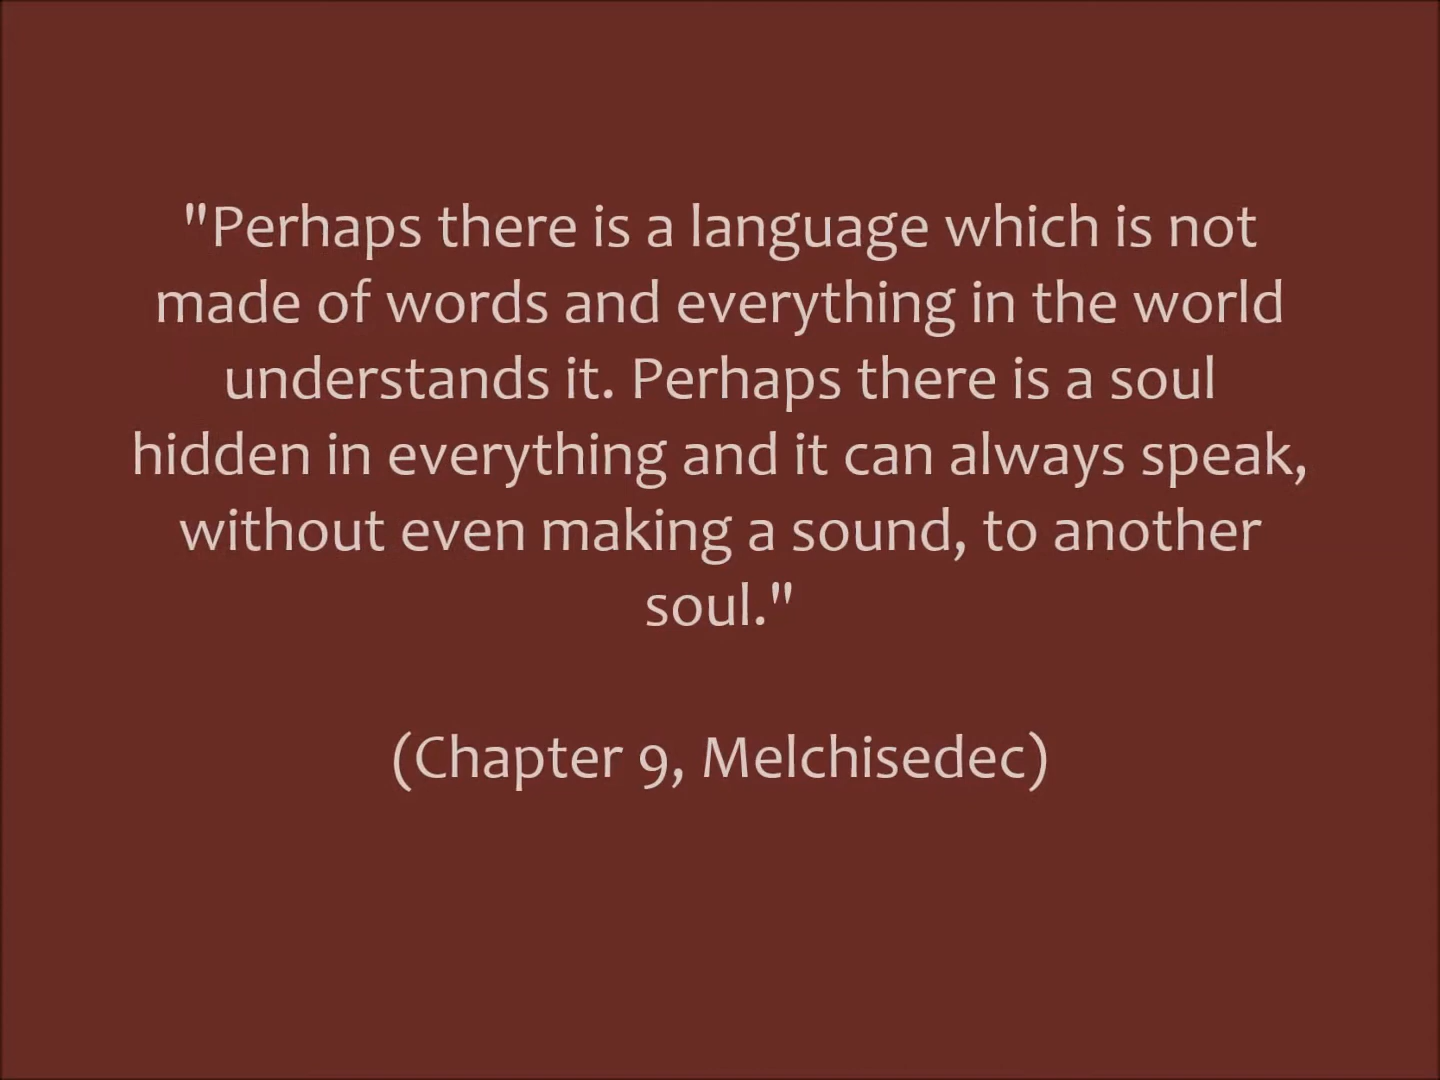 "Perhaps there is a language which is not
made of words and everything in the world
understands it. Perhaps there is a soul
hidden in everything and it can always speak,
without even making a sound, to another
soul."
(Chapter 9, Melchisedec)